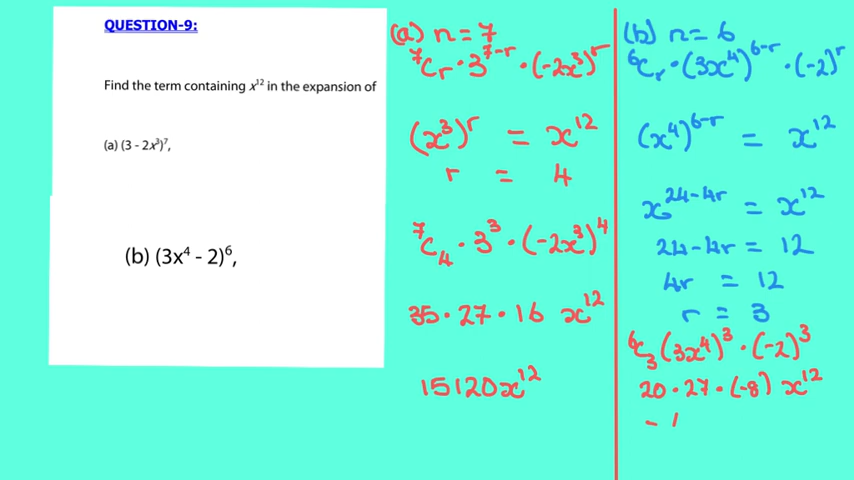 QUESTION-9:
Find the term containing x¹² in the expansion of
(a) (3 - 2x³)⁷,
(b) (3x⁴ - 2)⁶,
(a) n = 7
⁷Cᵣ · 3⁷⁻ʳ · (-2x³)ʳ
(x³)ʳ = x¹²
r = 4
⁷C₄ · 3³ · (-2x³)⁴
35 · 27 · 16 x¹²
15120x¹²
(b) n = 6
⁶Cᵣ · (3x⁴)⁶⁻ʳ · (-2)ʳ
(x⁴)⁶⁻ʳ = x¹²
x²⁴⁻⁴ʳ = x¹²
24-4r = 12
4r = 12
r = 3
⁶C₃ (3x⁴)³ · (-2)³
20 · 27 · (-8) x¹²
- 1